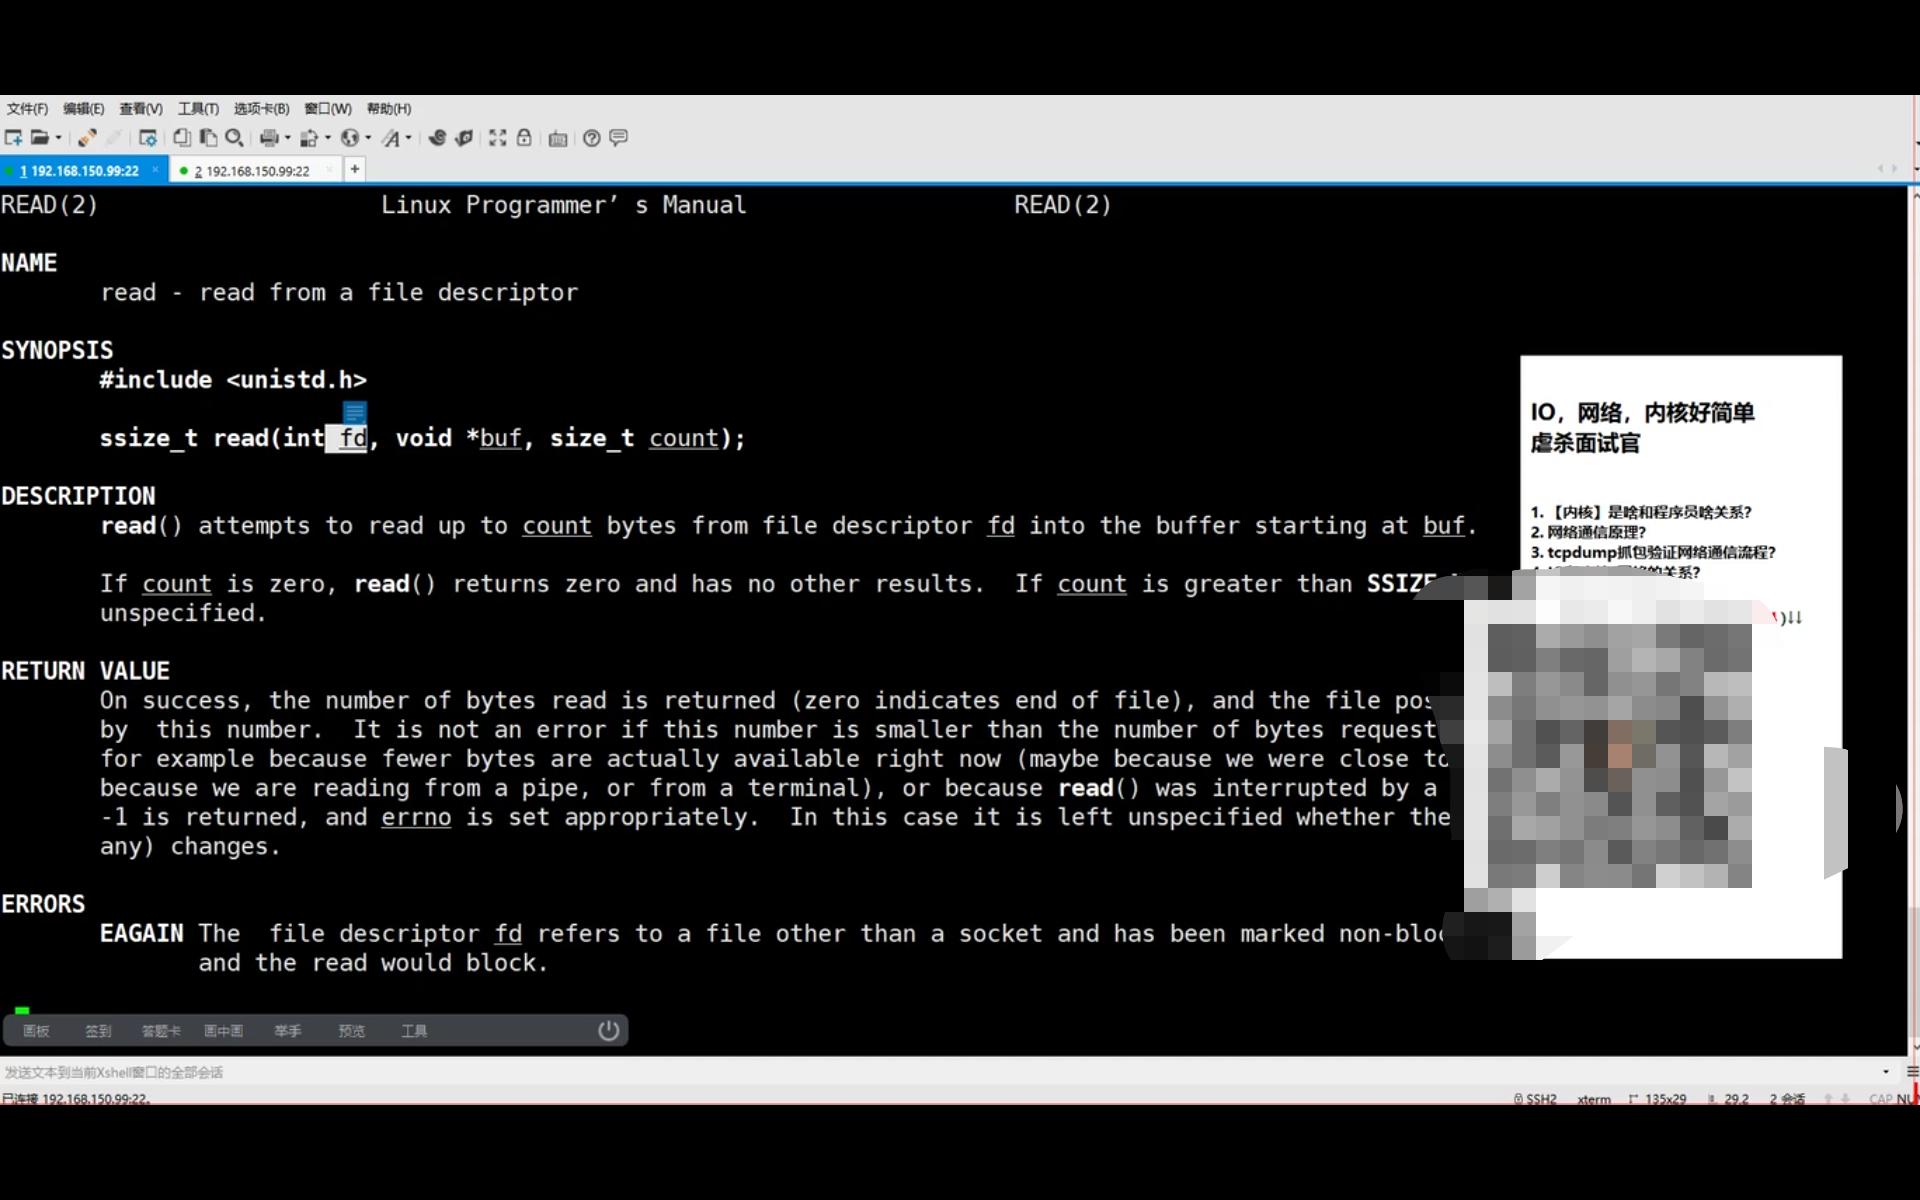 文件(F) 编辑(E) 查看(V) 工具(T) 选项卡(B) 窗口(W) 帮助(H)
1 192.168.150.99:22 2 192.168.150.99:22
READ(2) Linux Programmer’ s Manual READ(2)
NAME
read - read from a file descriptor
SYNOPSIS
#include <unistd.h>
ssize_t read(int fd, void *buf, size_t count);
DESCRIPTION
read() attempts to read up to count bytes from file descriptor fd into the buffer starting at buf.
If count is zero, read() returns zero and has no other results. If count is greater than SSIZE
unspecified.
RETURN VALUE
On success, the number of bytes read is returned (zero indicates end of file), and the file pos
by this number. It is not an error if this number is smaller than the number of bytes request
for example because fewer bytes are actually available right now (maybe because we were close to
because we are reading from a pipe, or from a terminal), or because read() was interrupted by a
-1 is returned, and errno is set appropriately. In this case it is left unspecified whether the
any) changes.
ERRORS
EAGAIN The file descriptor fd refers to a file other than a socket and has been marked non-bloc
and the read would block.
IO，网络，内核好简单
虐杀面试官
1.【内核】是啥和程序员啥关系?
2. 网络通信原理?
3. tcpdump抓包验证网络通信流程?
的关系?
)↓↓
画板 签到 答题卡 画中画 举手 预览 工具
发送文本到当前Xshell窗口的全部会话
已连接 192.168.150.99:22。 SSH2 xterm 135x29 29.2 2 会话 CAP NU